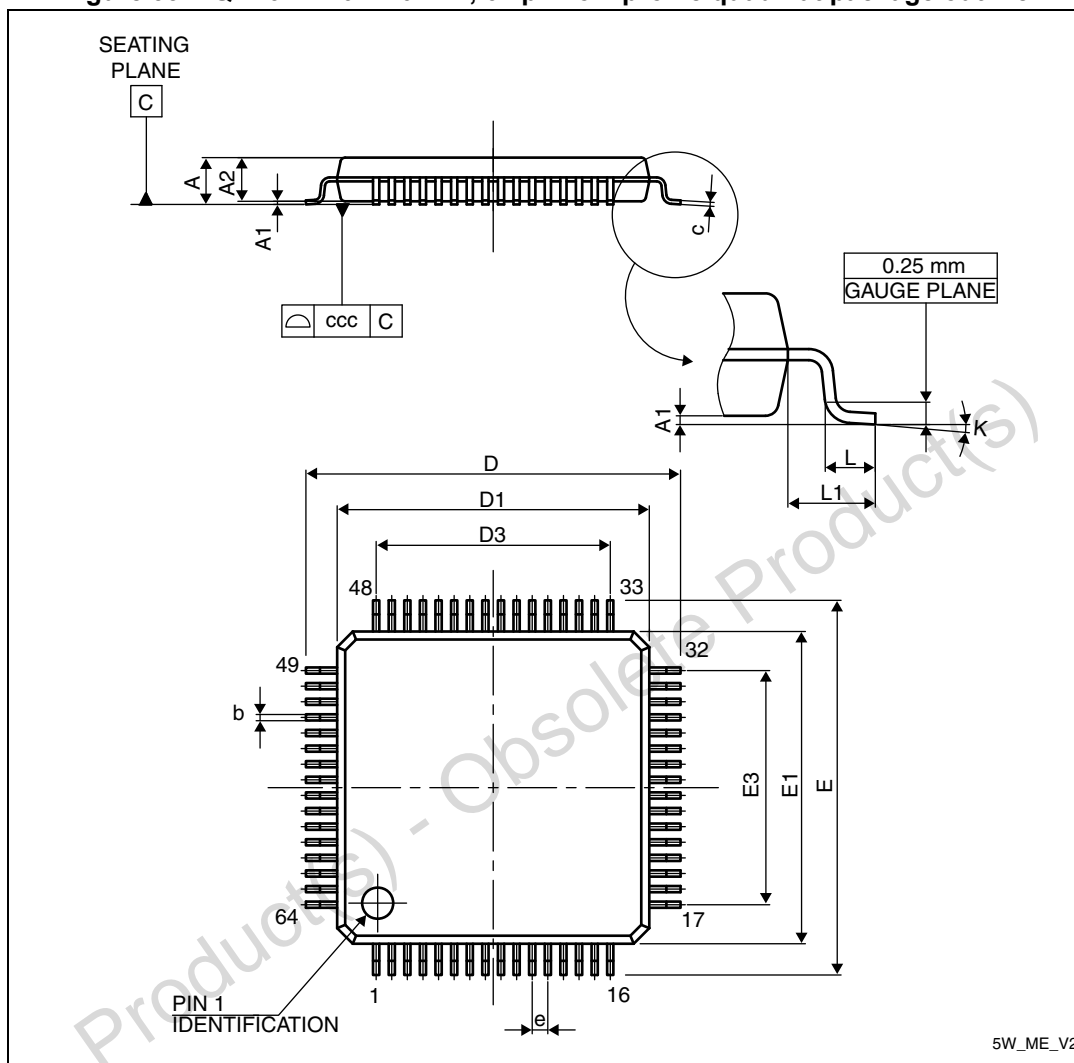 SEATING
PLANE
C
A
A2
A1
c
ccc C
0.25 mm
GAUGE PLANE
A1
K
L
L1
D
D1
D3
48
33
49
32
b
E3
E1
E
64
17
PIN 1
IDENTIFICATION
1
16
e
Product(s) - Obsolete Product(s)
5W_ME_V2